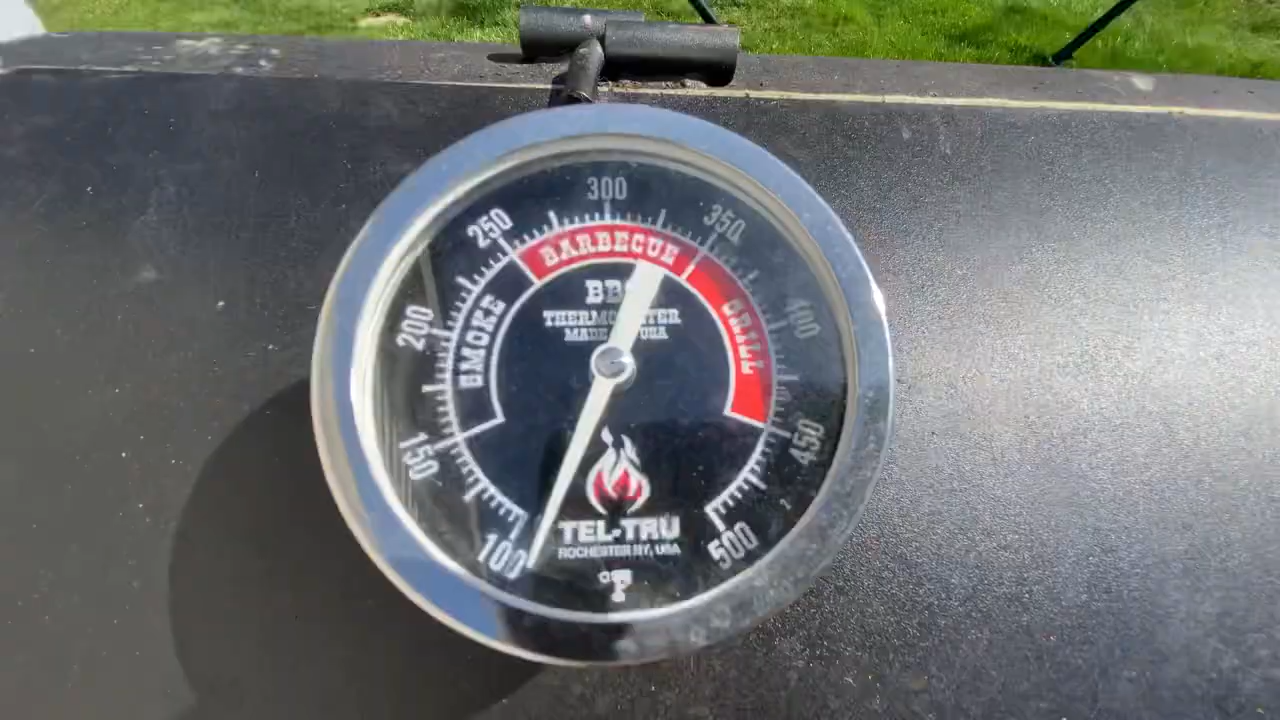 300
250
350
BARBECUE
200
SMOKE
BBQ
GRILL
400
THERMOMETER
MADE IN USA
150
450
TEL-TRU
ROCHESTER NY, USA
100
500
°F